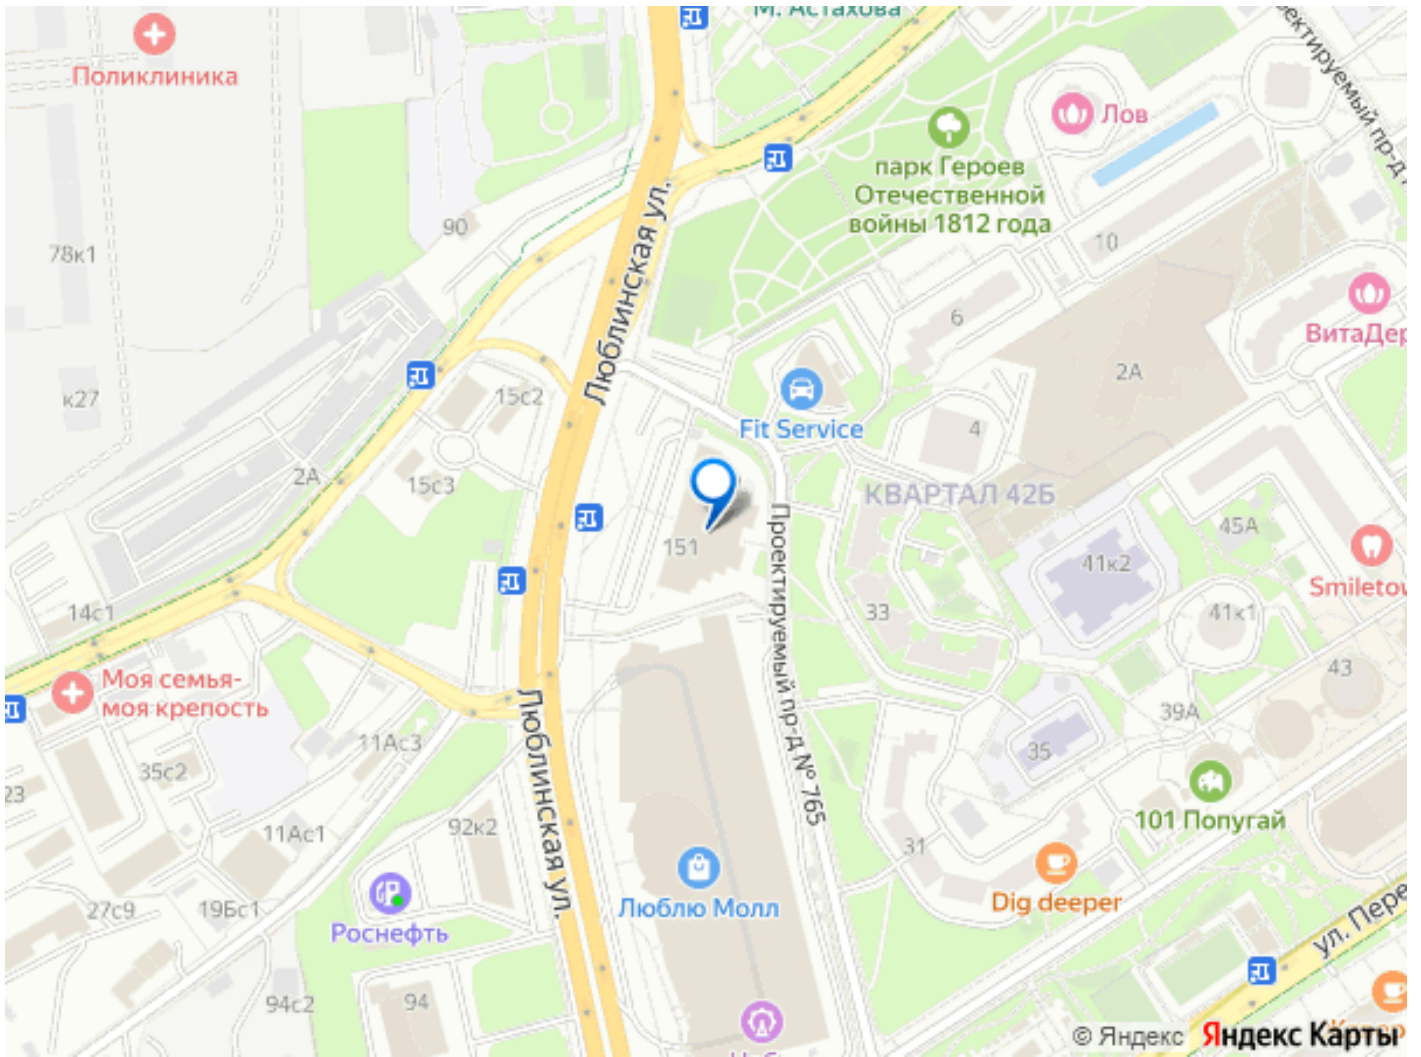 М. Астахова
Поликлиника
Лов
парк Героев
Отечественной
войны 1812 года
90
78к1
10
Люблинская ул.
6
ВитаДер
2А
к27
15с2
Fit Service
4
КВАРТАЛ 42Б
2А
15с3
151
45А
41к2
Smiletow
14с1
33
41к1
Проектируемый пр-д № 765
43
Моя семья-
моя крепость
39А
11Ас3
35
35с2
Люблинская ул.
23
101 Попугай
11Ас1
92к2
31
Люблю Молл
Dig deeper
27с9
19Бс1
Роснефть
ул. Пере
94с2
94
© Яндекс
Яндекс Карты